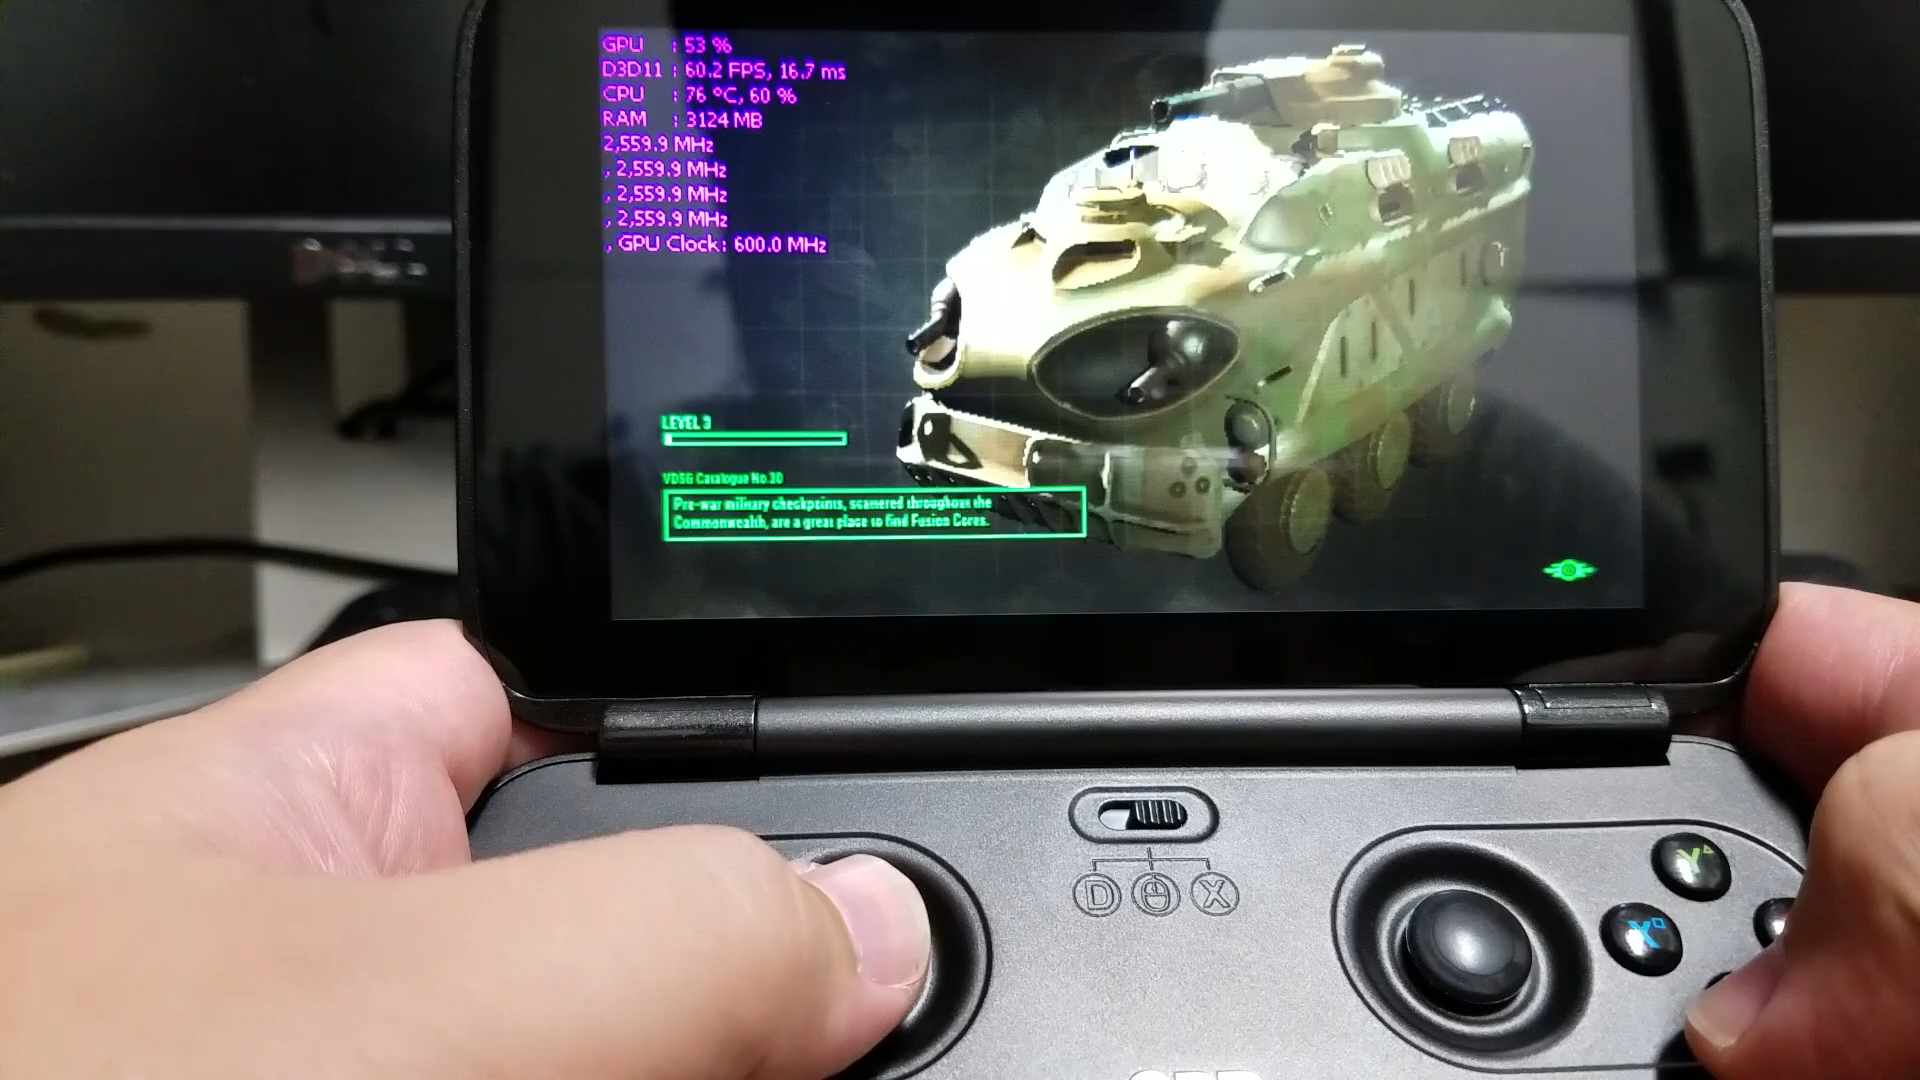 GPU : 53 %
D3D11 : 60.2 FPS, 16.7 ms
CPU : 76 ºC, 60 %
RAM : 3124 MB
2,559.9 MHz
, 2,559.9 MHz
, 2,559.9 MHz
, 2,559.9 MHz
, GPU Clock: 600.0 MHz
LEVEL 3
VDSG Catalogue No.30
Pre-war military checkpoints, scattered throughout the
Commonwealth, are a great place to find Fusion Cores.
D X
Y
X